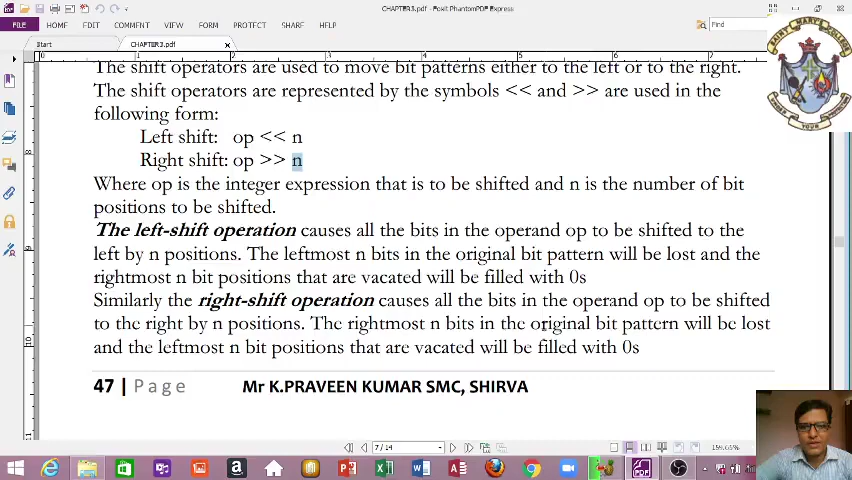 CHAPTER3.pdf - Foxit PhantomPDF Express
FILE HOME EDIT COMMENT VIEW FORM PROTECT SHARE HELP
Find
Start CHAPTER3.pdf
The shift operators are used to move bit patterns either to the left or to the right.
The shift operators are represented by the symbols << and >> are used in the
following form:
Left shift: op << n
Right shift: op >> n
Where op is the integer expression that is to be shifted and n is the number of bit
positions to be shifted.
The left-shift operation causes all the bits in the operand op to be shifted to the
left by n positions. The leftmost n bits in the original bit pattern will be lost and the
rightmost n bit positions that are vacated will be filled with 0s
Similarly the right-shift operation causes all the bits in the operand op to be shifted
to the right by n positions. The rightmost n bits in the original bit pattern will be lost
and the leftmost n bit positions that are vacated will be filled with 0s
47 | Page Mr K.PRAVEEN KUMAR SMC, SHIRVA
7 / 14